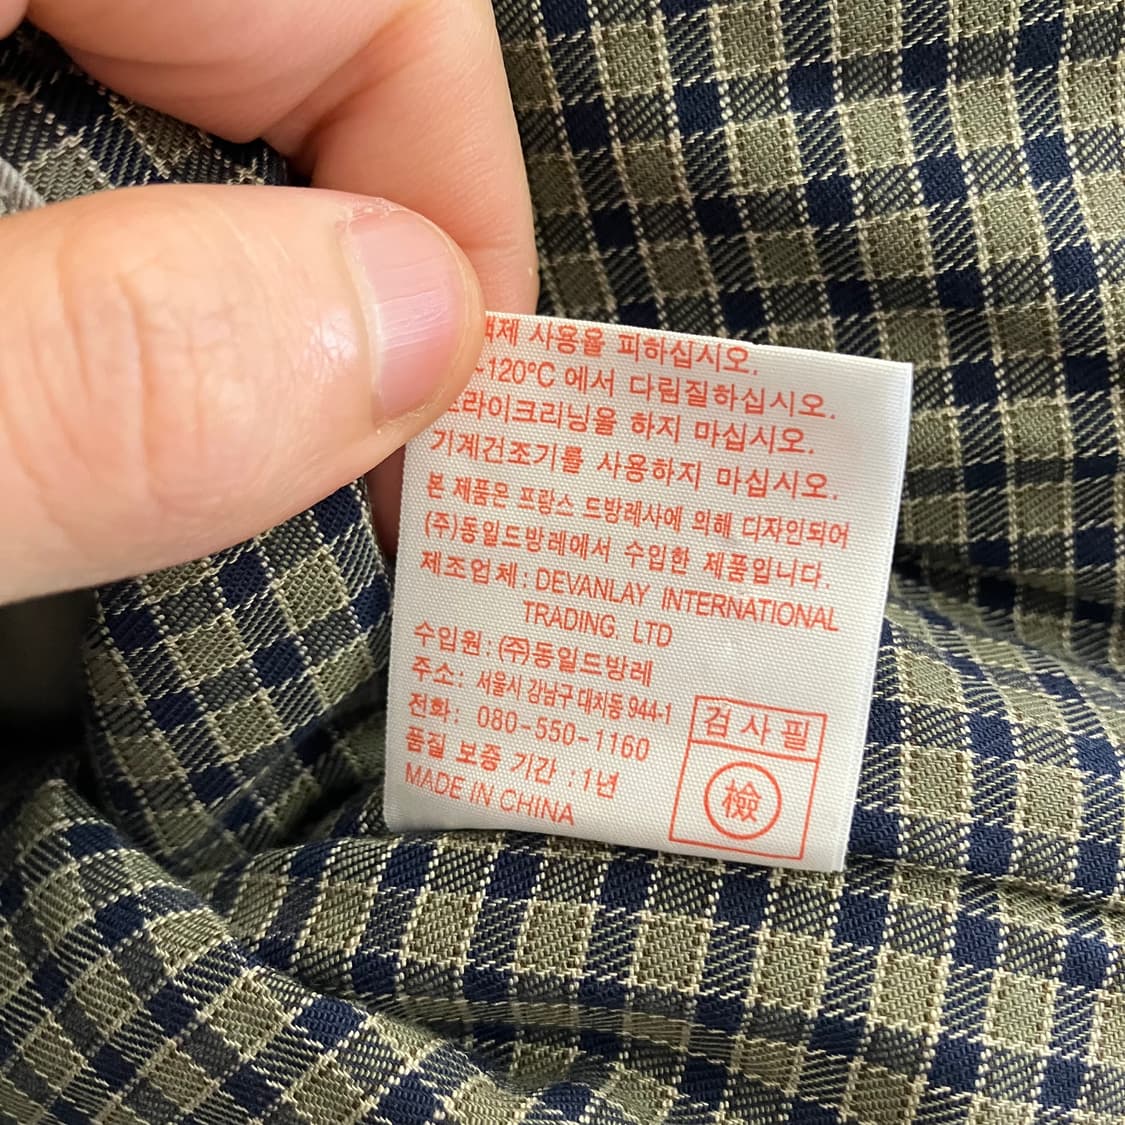 사용을 피하십시오.
~120°C 에서 다림질하십시오.
드라이크리닝을 하지 마십시오.
기계건조기를 사용하지 마십시오.
본 제품은 프랑스 드방레사에 의해 디자인되어
(주)동일드방레에서 수입한 제품입니다.
제조업체: DEVANLAY INTERNATIONAL
TRADING, LTD
수입원: (주)동일드방레
주소: 서울시 강남구 대치동 944-1
전화: 080-550-1160
품질 보증 기간 :1년
MADE IN CHINA
검사필
檢